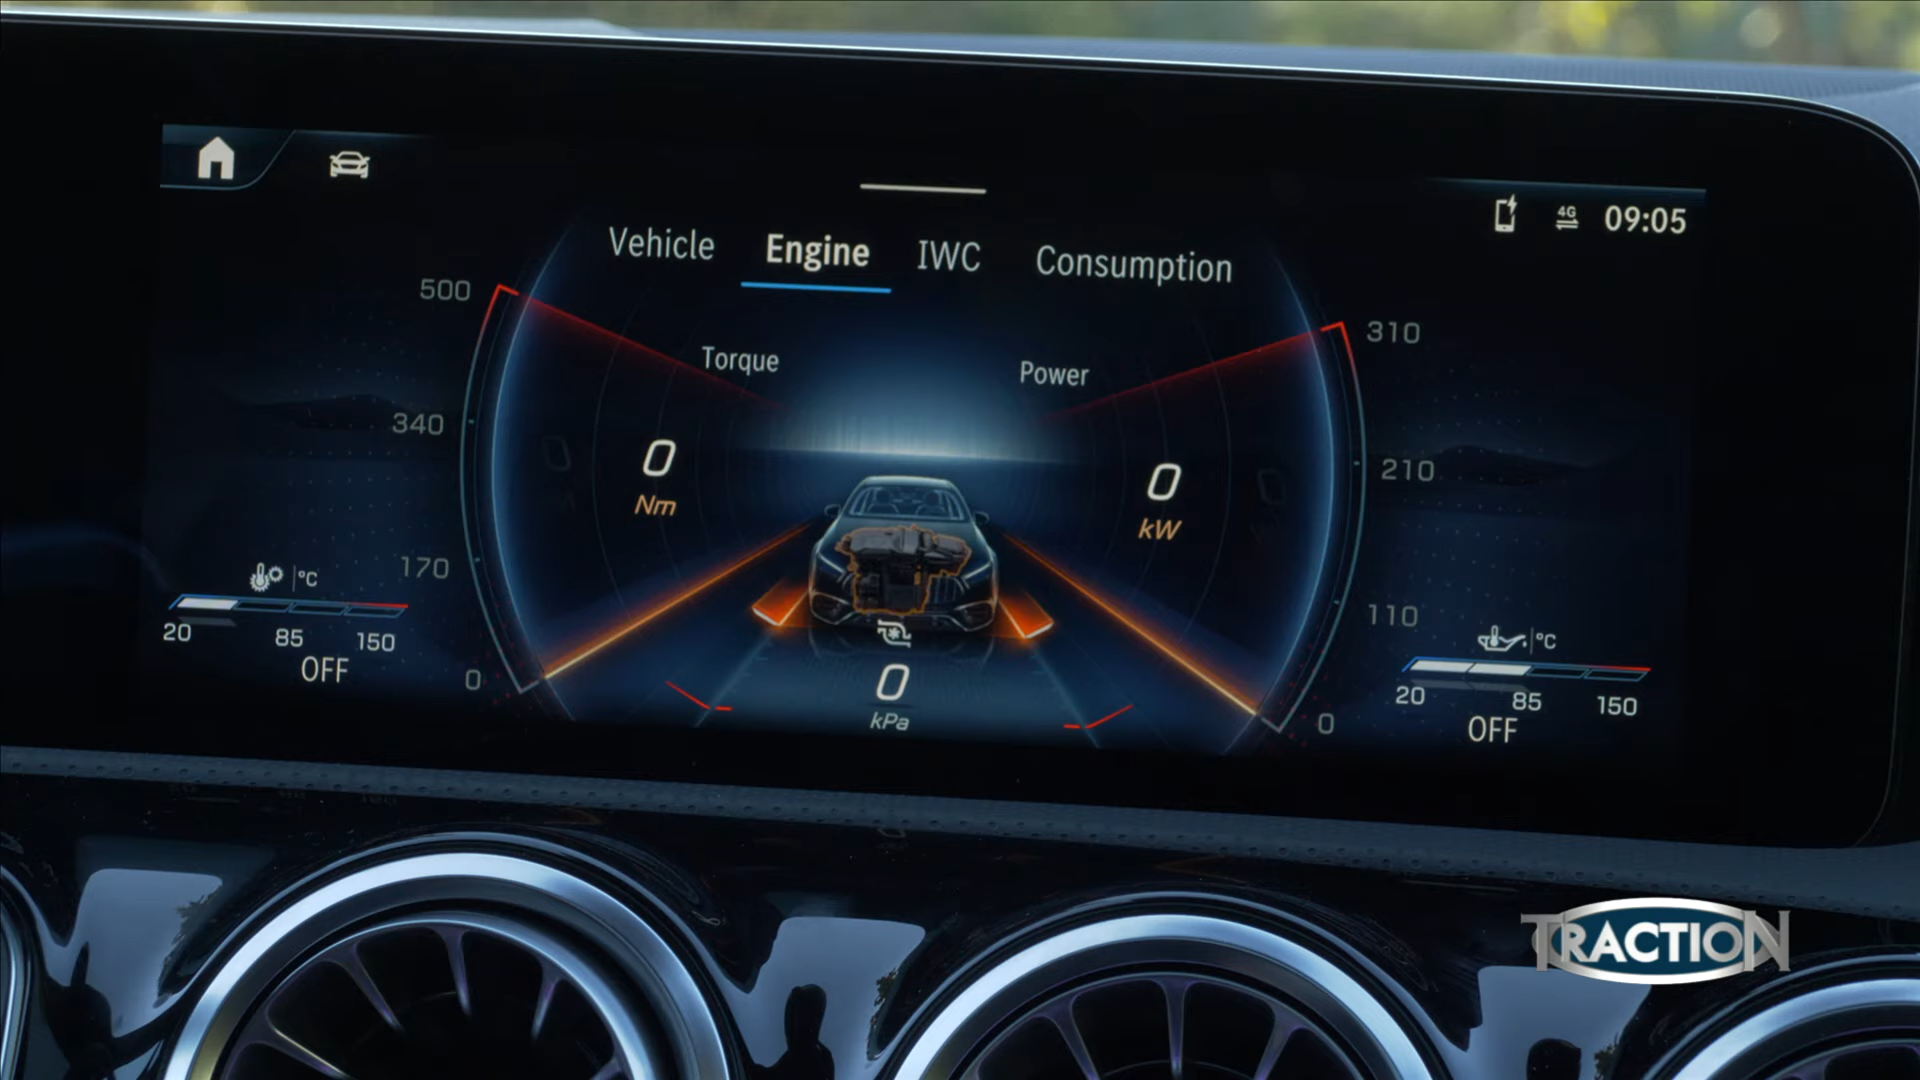 4G 09:05
Vehicle Engine IWC Consumption
500
310
Torque
Power
340
210
0
0
Nm
kW
170
110
°C
°C
20 85 150
OFF
0
0
kPa
0
20 85 150
OFF
TRACTION